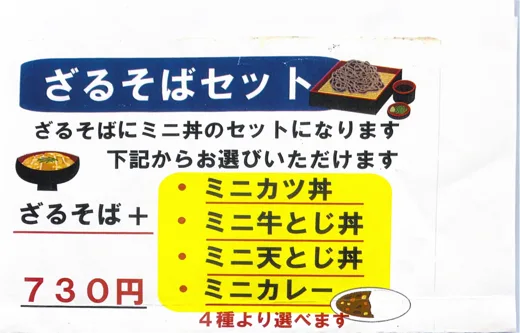 ざるそばセット
ざるそばにミニ丼のセットになります
下記からお選びいただけます
ざるそば＋
・ミニカツ丼
・ミニ牛とじ丼
・ミニ天とじ丼
・ミニカレー
７３０円
４種より選べます